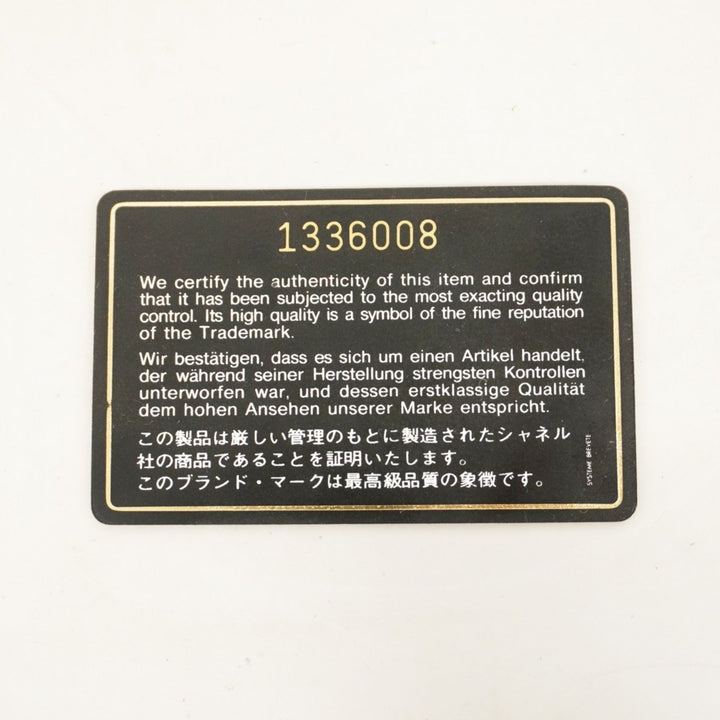 1336008
We certify the authenticity of this item and confirm
that it has been subjected to the most exacting quality
control. Its high quality is a symbol of the fine reputation
of the Trademark.
Wir bestätigen, dass es sich um einen Artikel handelt,
der während seiner Herstellung strengsten Kontrollen
unterworfen war, und dessen erstklassige Qualität
dem hohen Ansehen unserer Marke entspricht.
この製品は厳しい管理のもとに製造されたシャネル
社の商品であることを証明いたします。
このブランド・マークは最高級品質の象徴です。
SYSTEME BREVETE